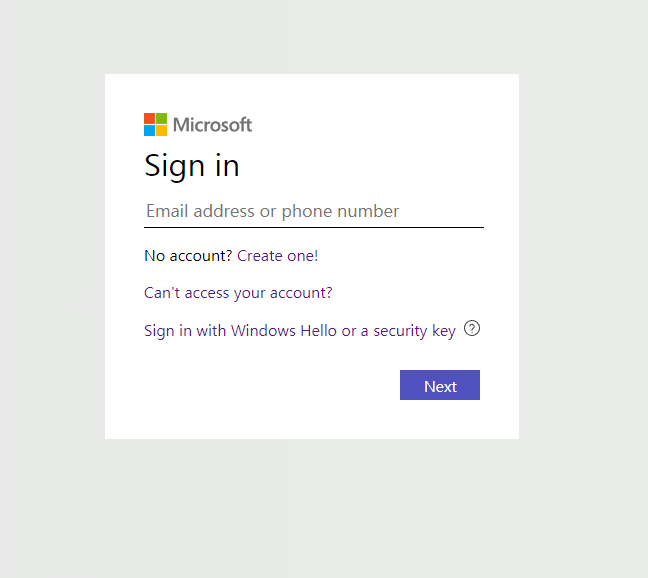 Microsoft
Sign in
Email address or phone number
No account? Create one!
Can't access your account?
Sign in with Windows Hello or a security key ?
Next